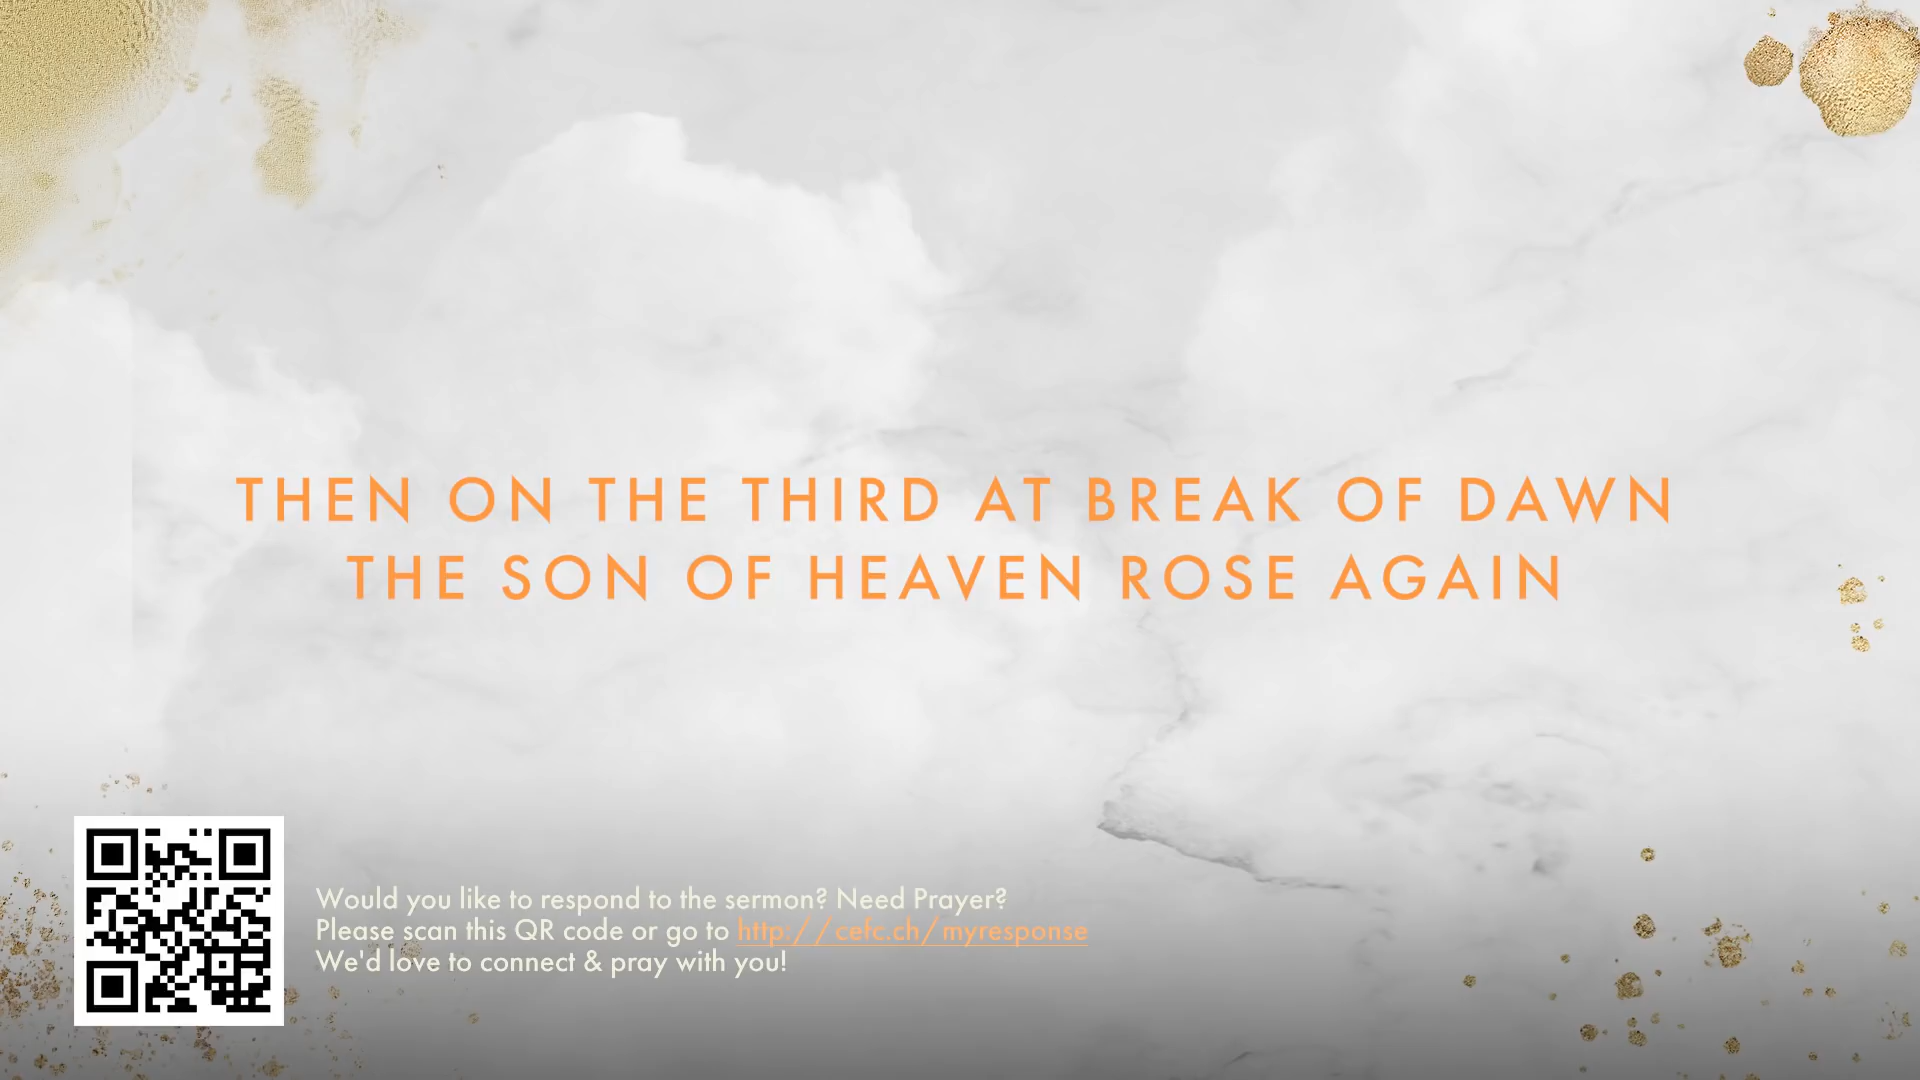 THEN ON THE THIRD AT BREAK OF DAWN
THE SON OF HEAVEN ROSE AGAIN
Would you like to respond to the sermon? Need Prayer?
Please scan this QR code or go to http://cefc.ch/myresponse
We'd love to connect & pray with you!